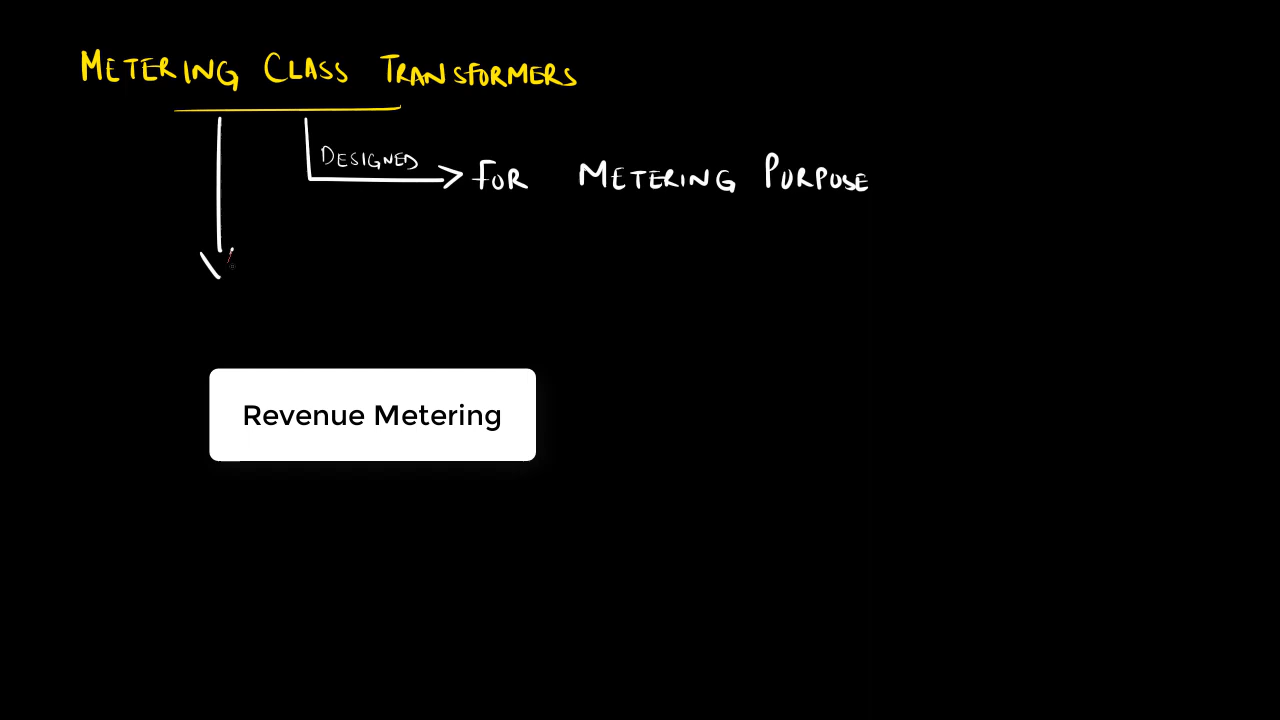 METERING CLASS TRANSFORMERS
DESIGNED
FOR METERING PURPOSE
Revenue Metering